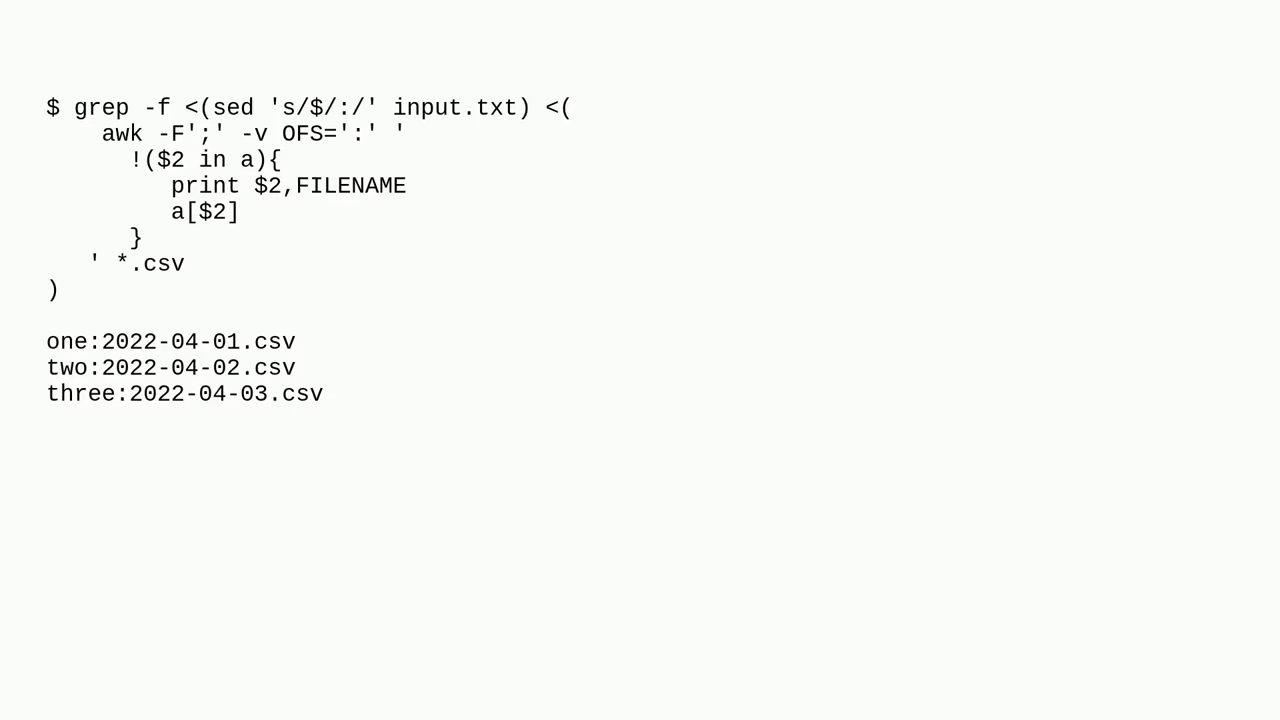 $ grep -f <(sed 's/$/:/' input.txt) <(
    awk -F';' -v OFS=':' '
      !($2 in a){
         print $2,FILENAME
         a[$2]
      }
   ' *.csv
)

one:2022-04-01.csv
two:2022-04-02.csv
three:2022-04-03.csv